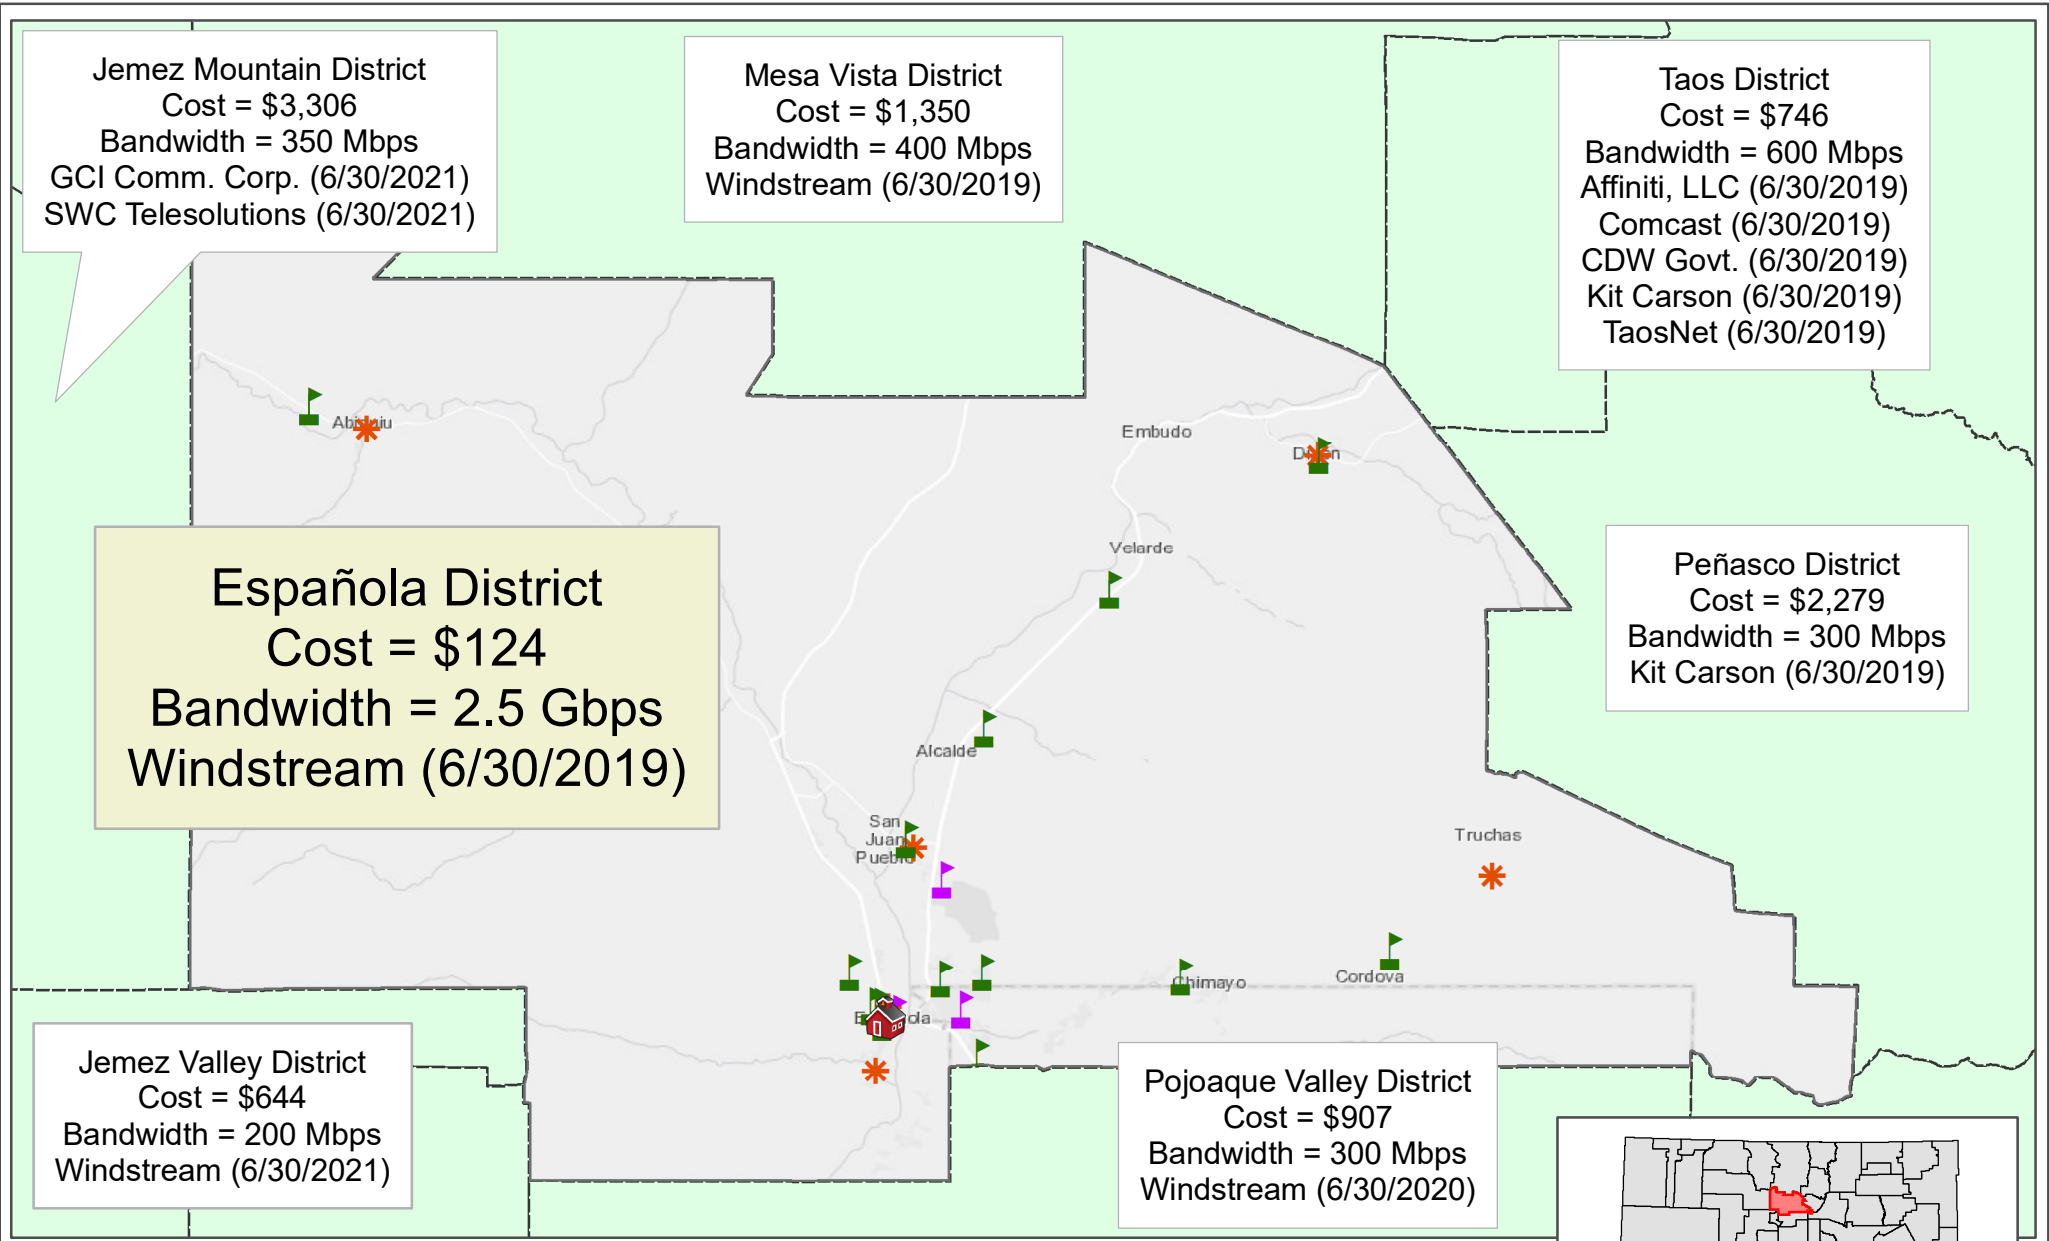 Jemez Mountain District
Cost = $3,306
Bandwidth = 350 Mbps
GCI Comm. Corp. (6/30/2021)
SWC Telesolutions (6/30/2021)
Mesa Vista District
Cost = $1,350
Bandwidth = 400 Mbps
Windstream (6/30/2019)
Taos District
Cost = $746
Bandwidth = 600 Mbps
Affiniti, LLC (6/30/2019)
Comcast (6/30/2019)
CDW Govt. (6/30/2019)
Kit Carson (6/30/2019)
TaosNet (6/30/2019)
Embudo
Velarde
Española District
Cost = $124
Bandwidth = 2.5 Gbps
Windstream (6/30/2019)
Peñasco District
Cost = $2,279
Bandwidth = 300 Mbps
Kit Carson (6/30/2019)
Alcalde
San
Juan
Pueblo
Truchas
Chimayo
Cordova
Jemez Valley District
Cost = $644
Bandwidth = 200 Mbps
Windstream (6/30/2021)
Pojoaque Valley District
Cost = $907
Bandwidth = 300 Mbps
Windstream (6/30/2020)